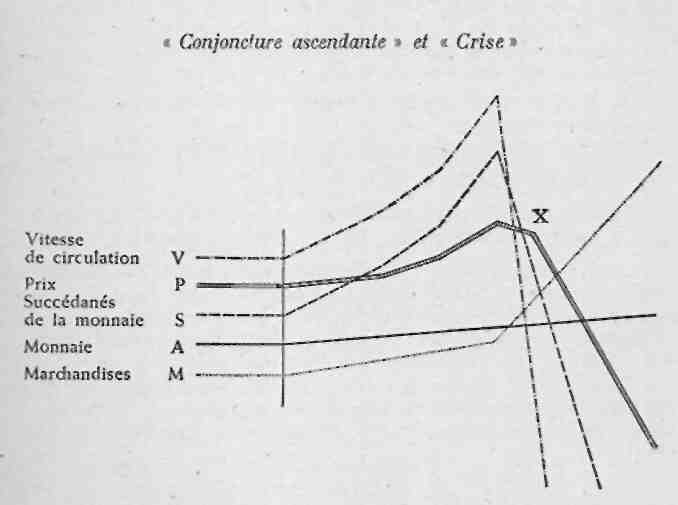 « Conjoncture ascendante » et « Crise »
X
Vitesse
de circulation V
Prix P
Succédanés
de la monnaie S
Monnaie A
Marchandises M